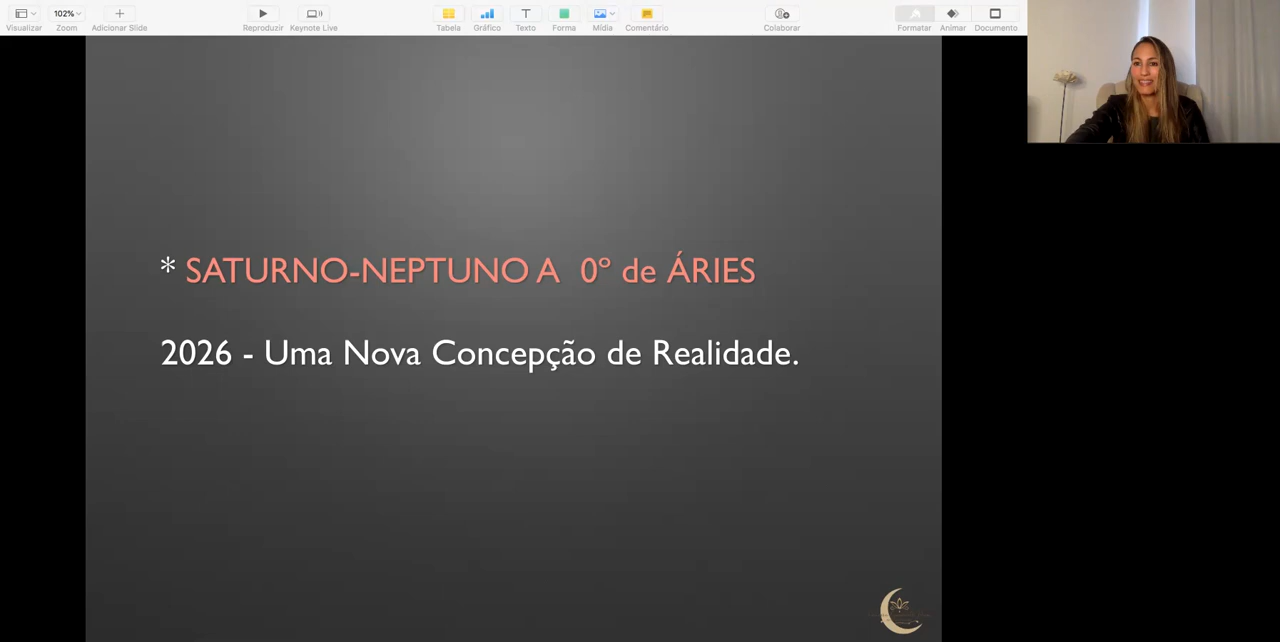 102%
Visualizar
Zoom
Adicionar Slide
Reproduzir
Keynote Live
Tabela
Gráfico
Texto
Forma
Mídia
Comentário
Colaborar
Formatar
Animar
Documento
* SATURNO-NEPTUNO A 0º de ÁRIES
2026 - Uma Nova Concepção de Realidade.